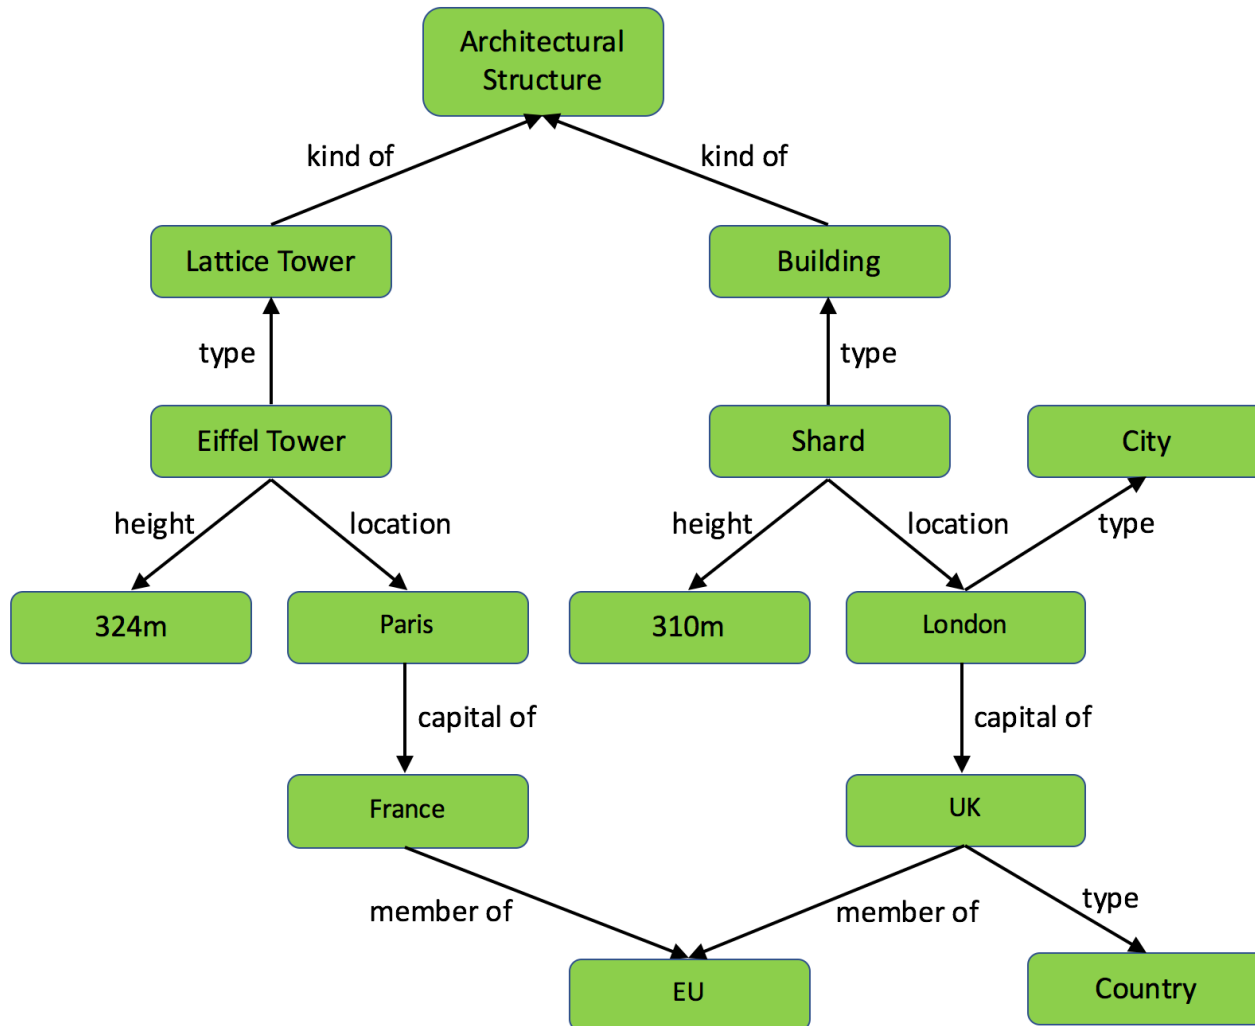 Architectural
Structure
kind of
kind of
Lattice Tower
Building
type
type
Eiffel Tower
Shard
City
height
location
height
location
type
324m
Paris
310m
London
capital of
capital of
France
UK
member of
member of
type
EU
Country